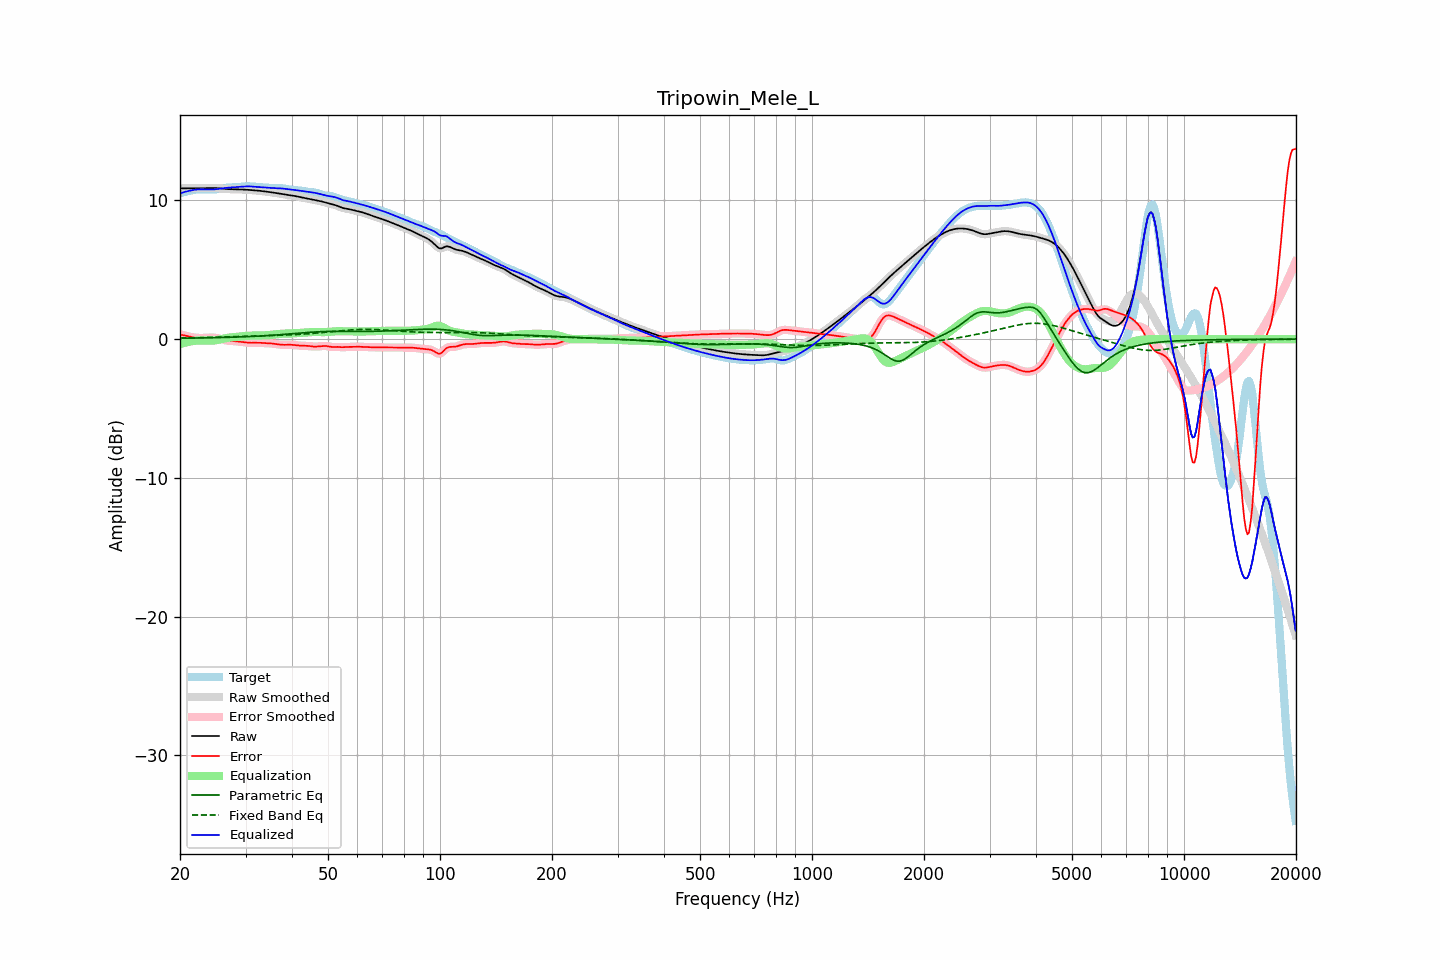 Tripowin_Mele_L
Amplitude (dBr)
10
0
−10
−20
−30
Target
Raw Smoothed
Error Smoothed
Raw
Error
Equalization
Parametric Eq
Fixed Band Eq
Equalized
20 50 100 200 500 1000 2000 5000 10000 20000
Frequency (Hz)